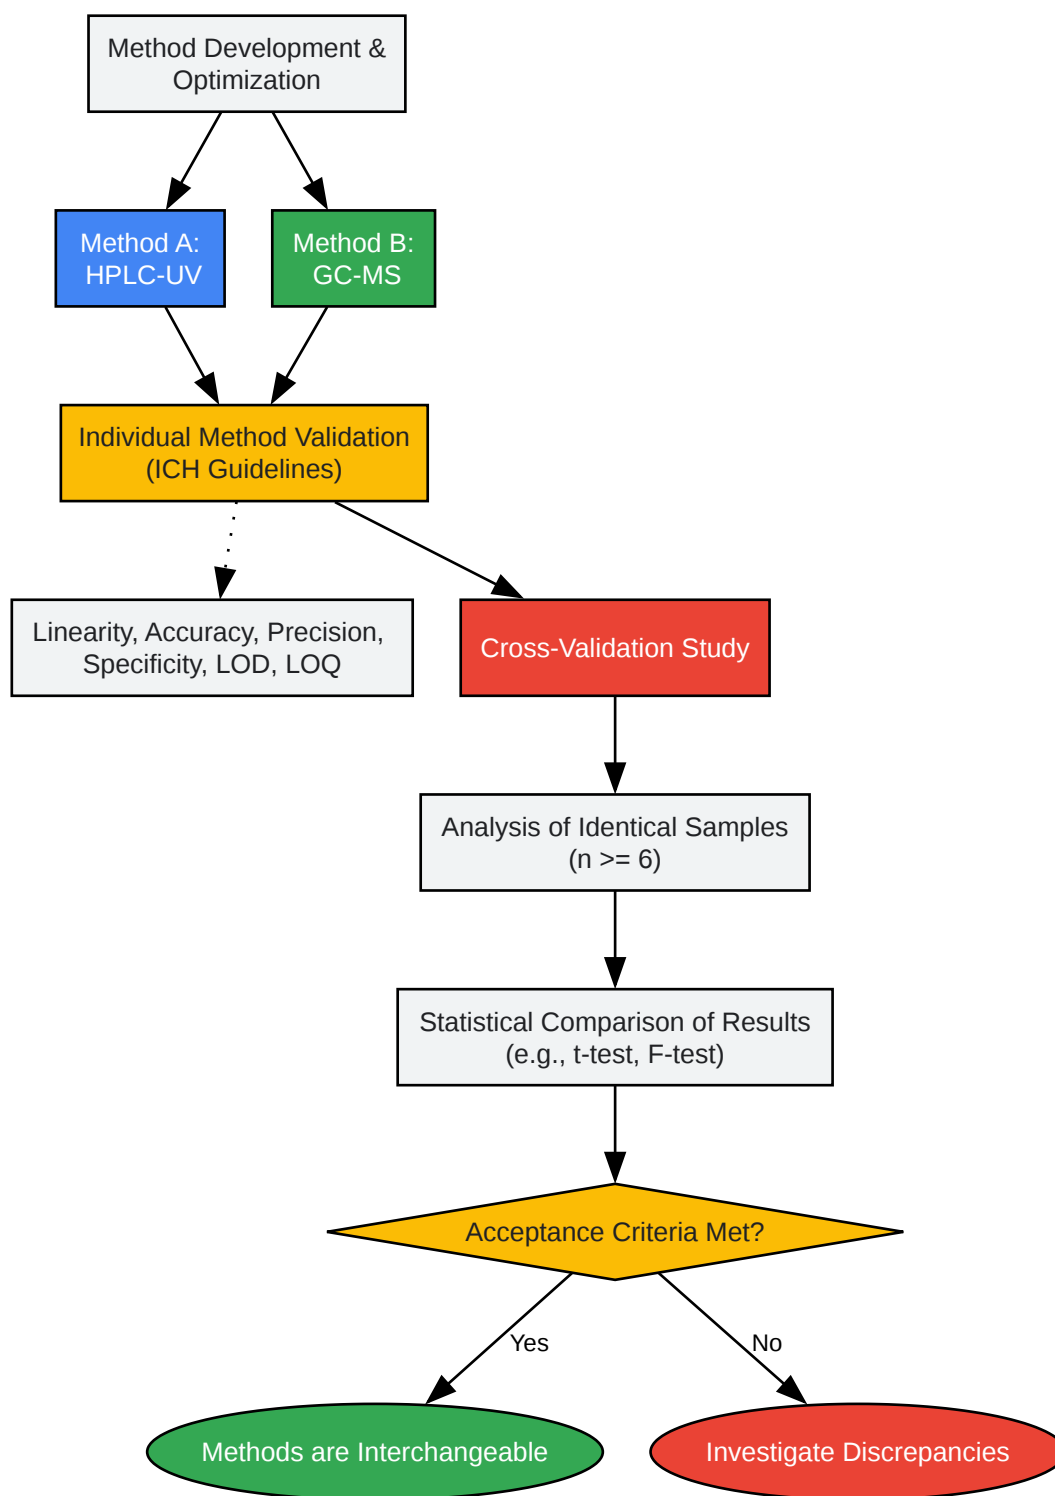 Method Development &
Optimization
Method A:
HPLC-UV
Method B:
GC-MS
Individual Method Validation
(ICH Guidelines)
Linearity, Accuracy, Precision,
Specificity, LOD, LOQ
Cross-Validation Study
Analysis of Identical Samples
(n >= 6)
Statistical Comparison of Results
(e.g., t-test, F-test)
Acceptance Criteria Met?
Yes
No
Methods are Interchangeable
Investigate Discrepancies